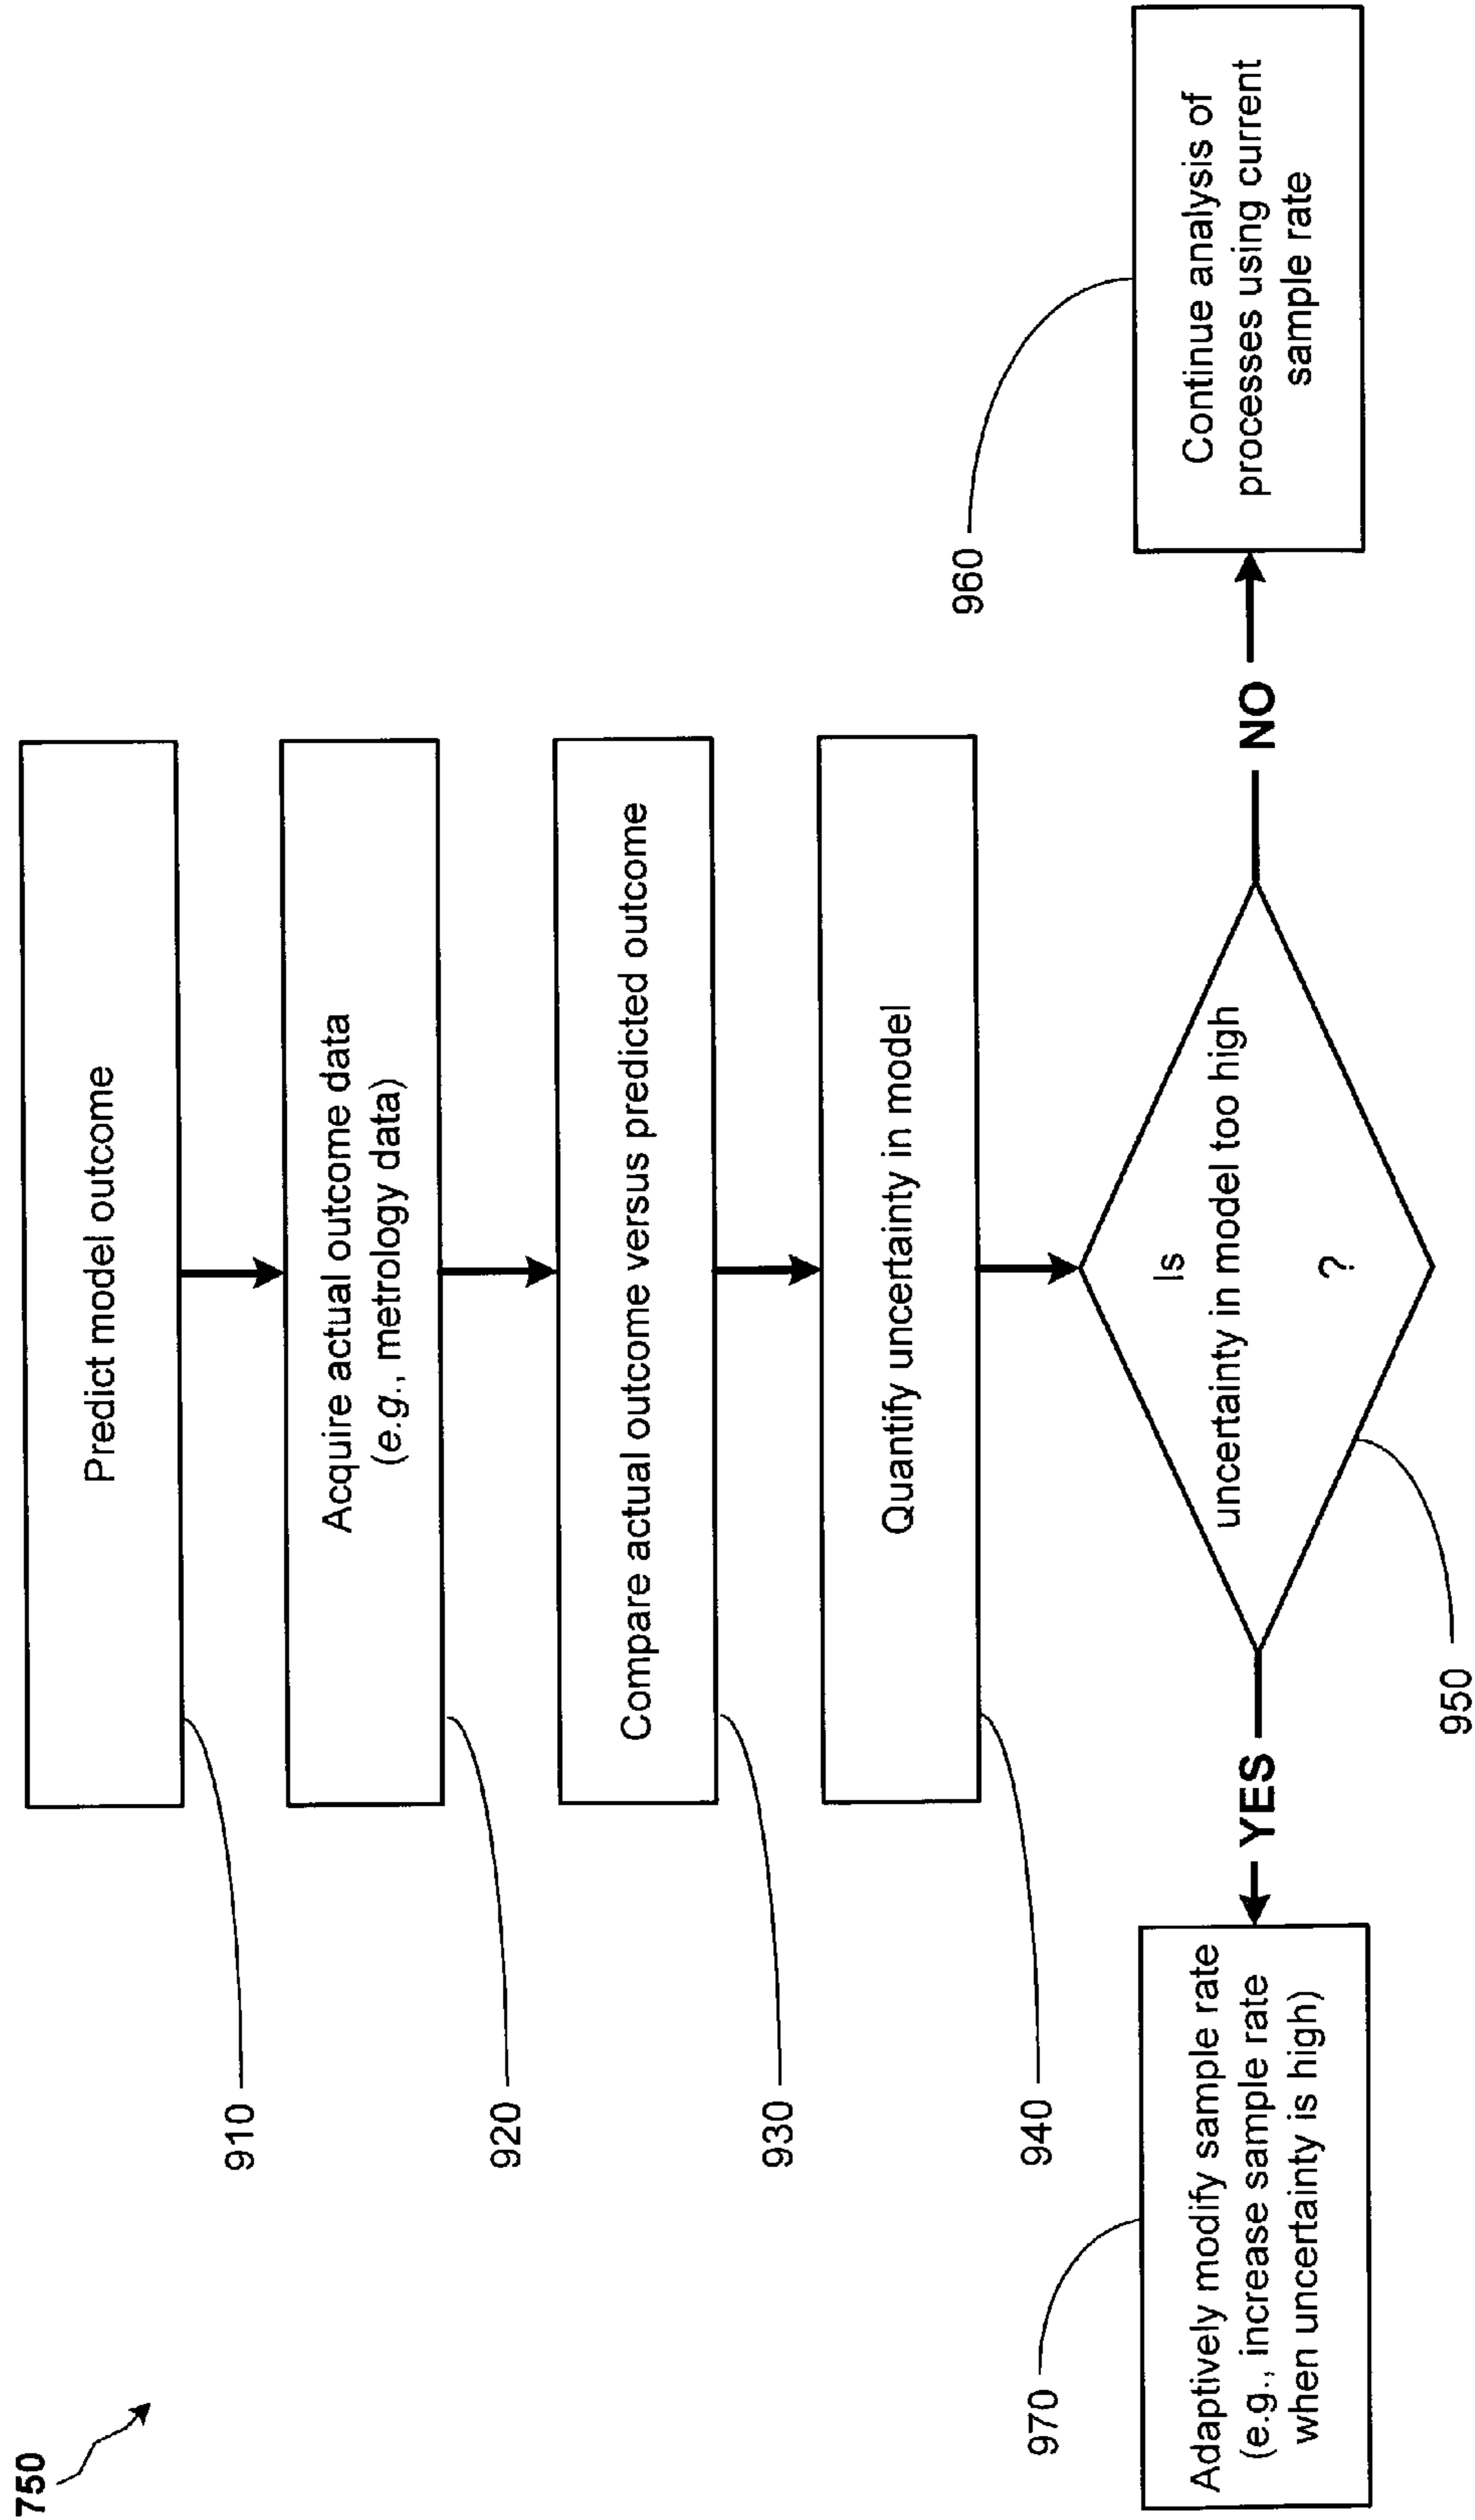 750
Predict model outcome
910
Acquire actual outcome data
(e.g., metrology data)
920
Compare actual outcome versus predicted outcome
930
Quantify uncertainty in model
940
Is
uncertainty in model too high
?
950
YES
NO
Adaptively modify sample rate
(e.g., increase sample rate
when uncertainty is high)
970
Continue analysis of
processes using current
sample rate
960